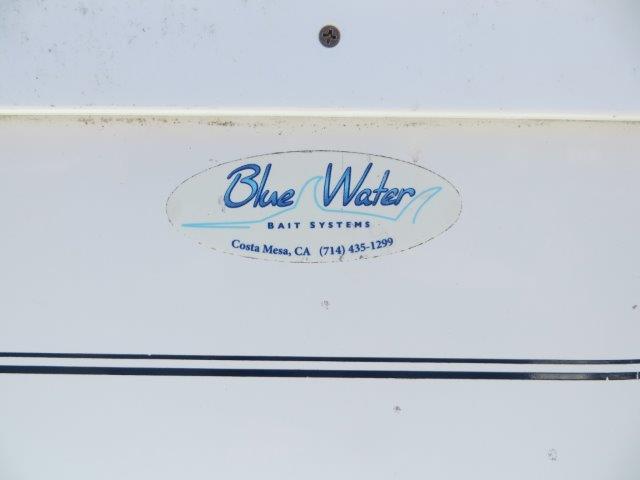 Blue Water
BAIT SYSTEMS
Costa Mesa, CA (714) 435-1299